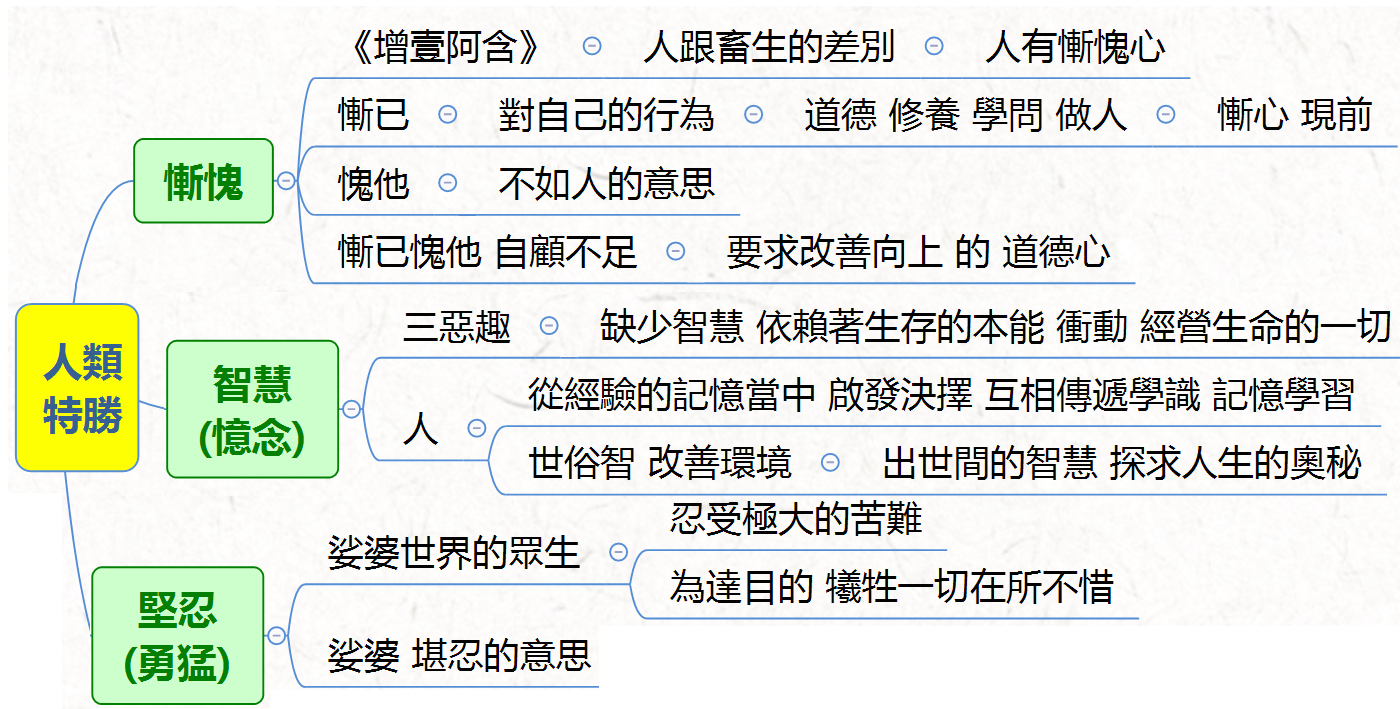 人類
特勝
慚愧
《增壹阿含》 人跟畜生的差別 人有慚愧心
慚已 對自己的行為 道德 修養 學問 做人 慚心 現前
愧他 不如人的意思
慚已愧他 自顧不足 要求改善向上 的 道德心
智慧
(憶念)
三惡趣 缺少智慧 依賴著生存的本能 衝動 經營生命的一切
人
從經驗的記憶當中 啟發決擇 互相傳遞學識 記憶學習
世俗智 改善環境 出世間的智慧 探求人生的奧秘
堅忍
(勇猛)
娑婆世界的眾生
忍受極大的苦難
為達目的 犧牲一切在所不惜
娑婆 堪忍的意思